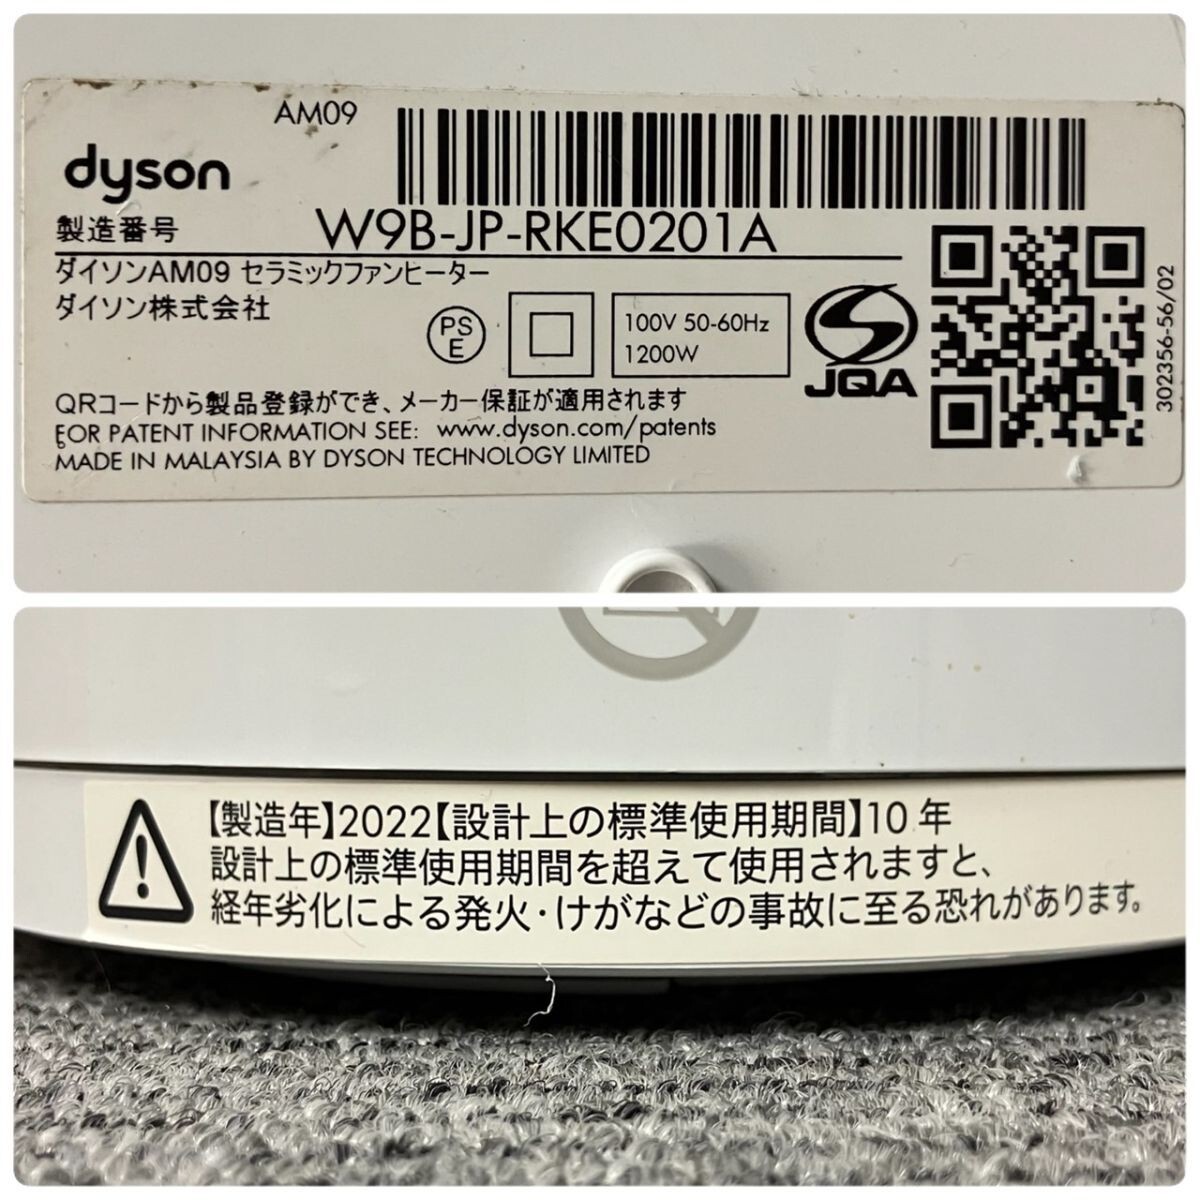 AM09
dyson
製造番号 W9B-JP-RKE0201A
ダイソンAM09 セラミックファンヒーター
ダイソン株式会社
PS
E
100V 50-60Hz
1200W
JQA
302356-56/02
QRコードから製品登録ができ、メーカー保証が適用されます
FOR PATENT INFORMATION SEE: www.dyson.com/patents
MADE IN MALAYSIA BY DYSON TECHNOLOGY LIMITED
【製造年】2022【設計上の標準使用期間】10年
設計上の標準使用期間を超えて使用されますと、
経年劣化による発火・けがなどの事故に至る恐れがあります。